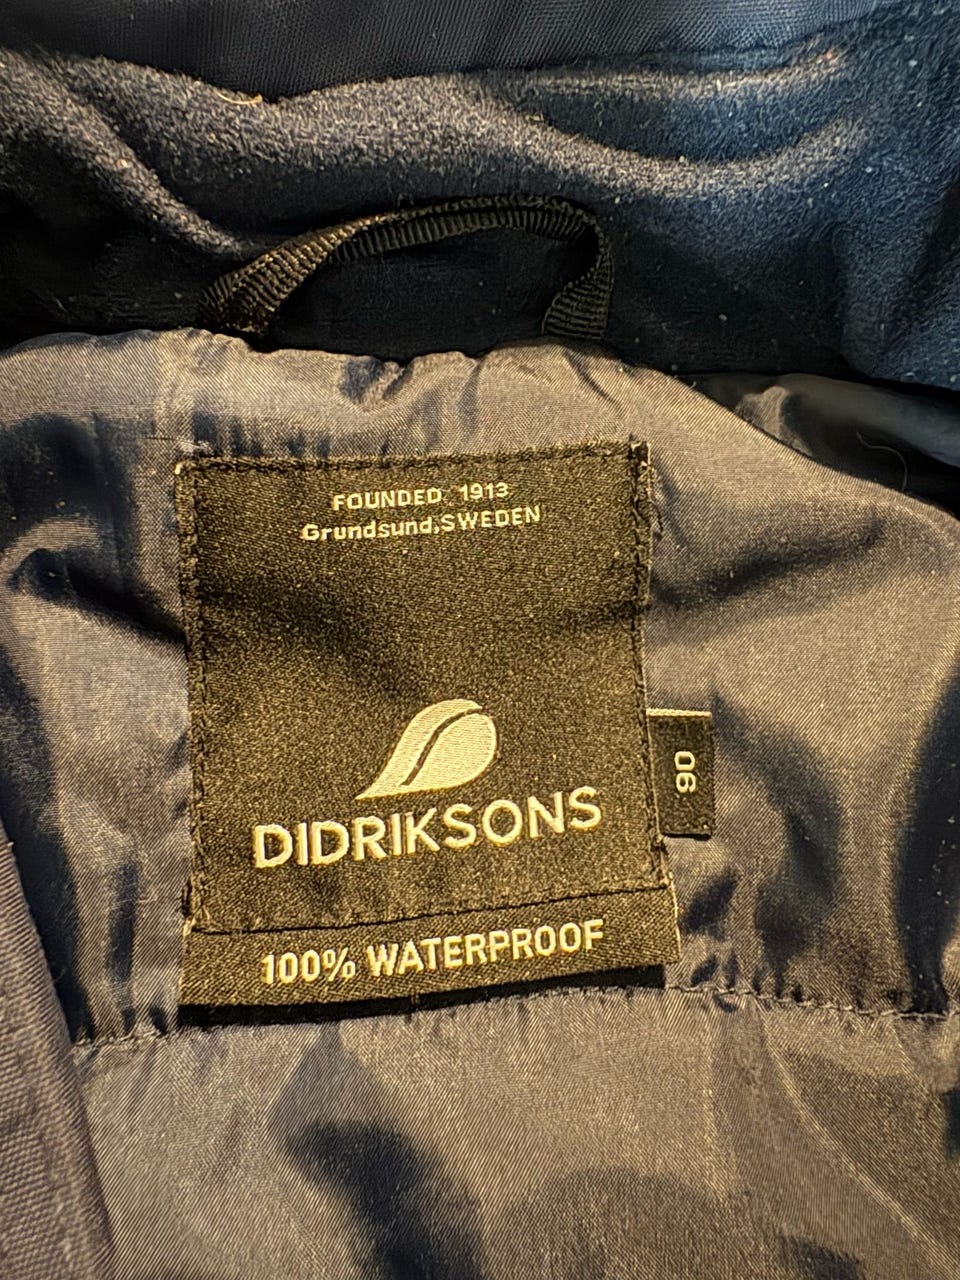 FOUNDED 1913
Grundsund,SWEDEN
DIDRIKSONS
90
100% WATERPROOF